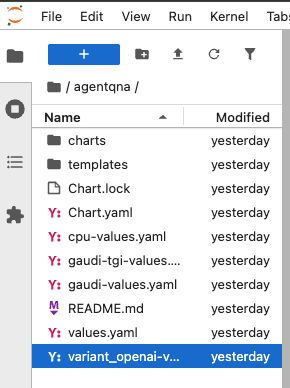 File Edit View Run Kernel Tabs
+
/ agentqna /
Name Modified
charts yesterday
templates yesterday
Chart.lock yesterday
Y: Chart.yaml yesterday
Y: cpu-values.yaml yesterday
Y: gaudi-tgi-values.... yesterday
Y: gaudi-values.yaml yesterday
M README.md yesterday
Y: values.yaml yesterday
Y: variant_openai-v... yesterday